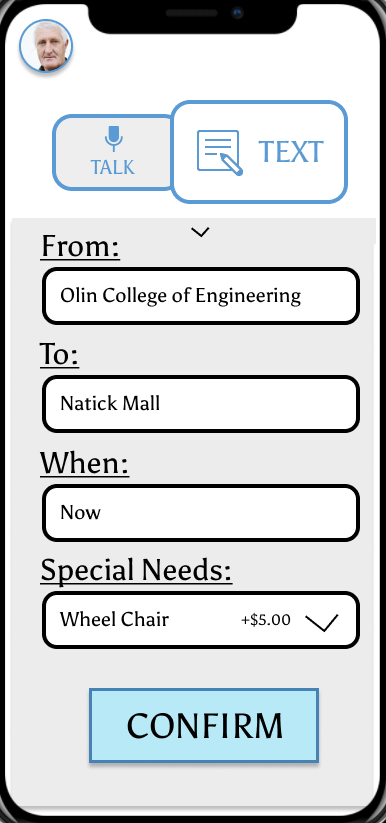 TALK
TEXT
From:
Olin College of Engineering
To:
Natick Mall
When:
Now
Special Needs:
Wheel Chair +$5.00
CONFIRM